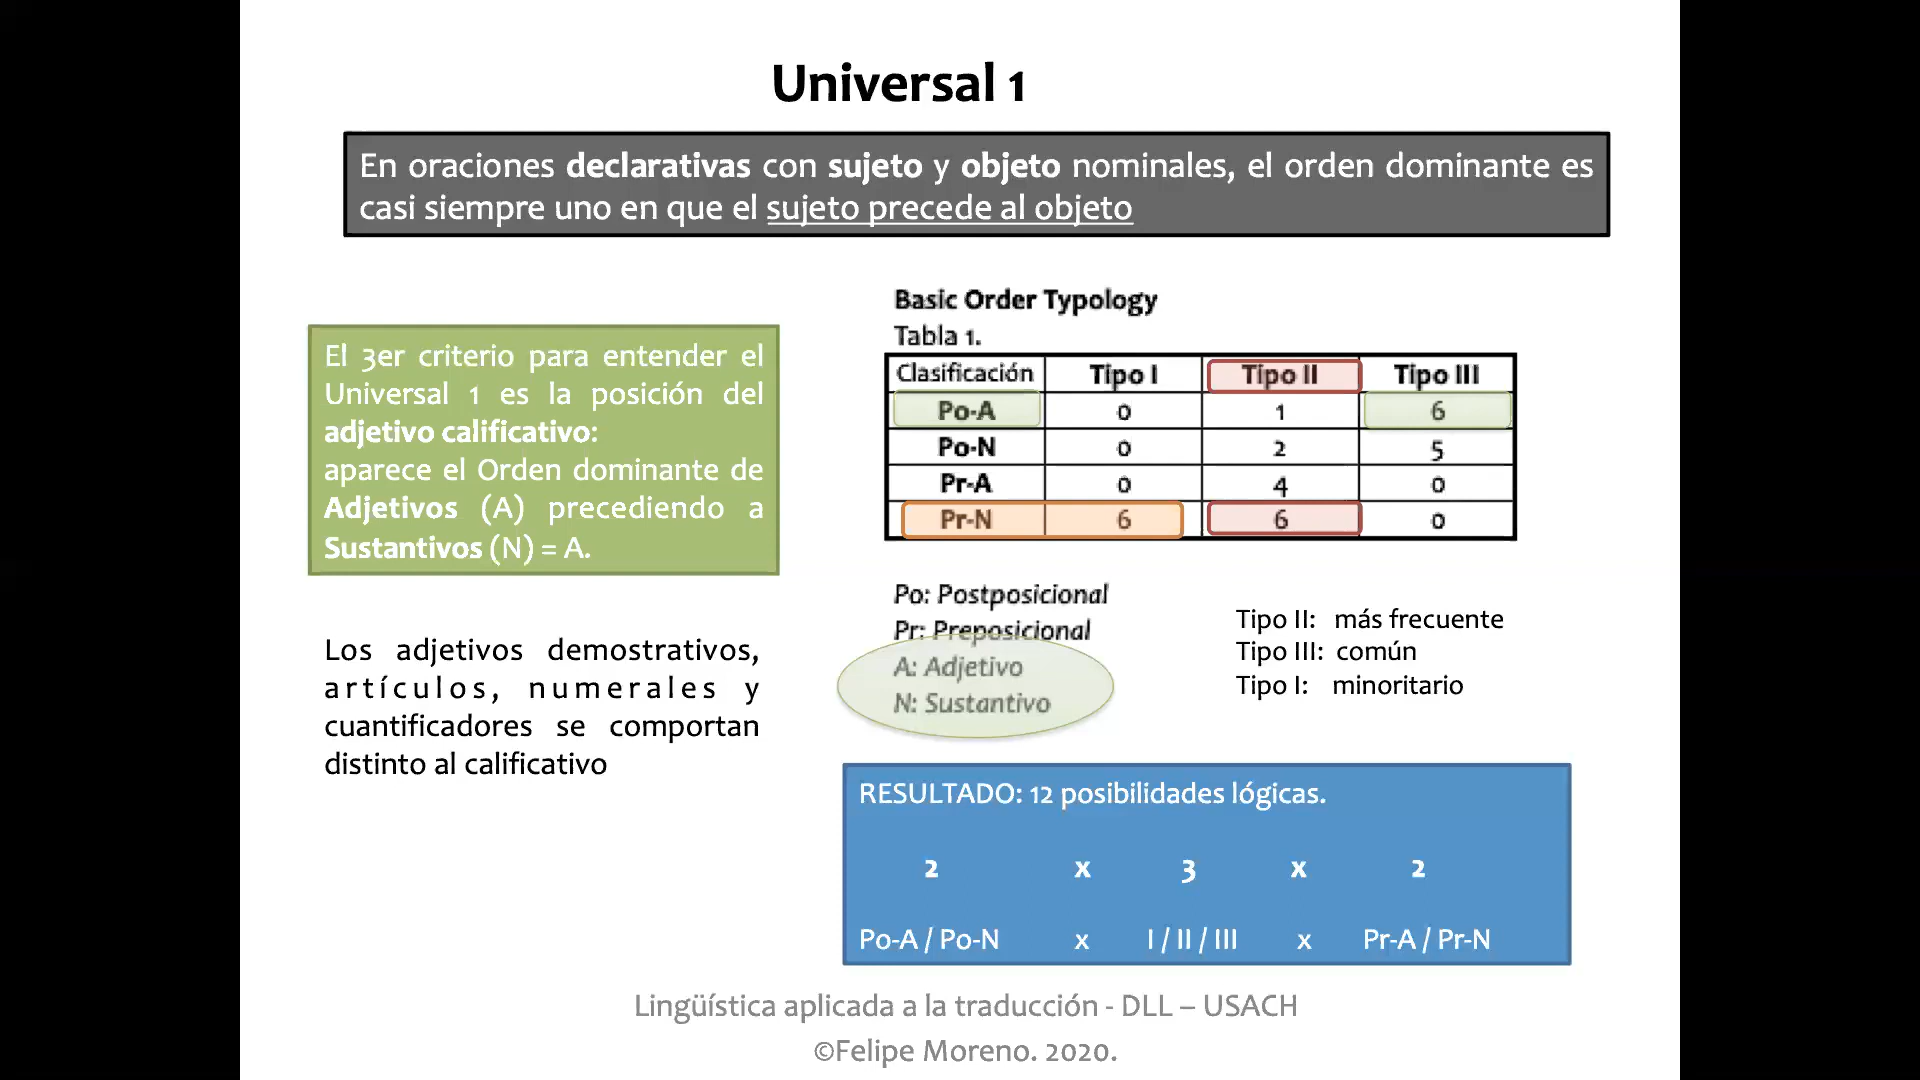 Universal 1
En oraciones declarativas con sujeto y objeto nominales, el orden dominante es
casi siempre uno en que el sujeto precede al objeto
El 3er criterio para entender el
Universal 1 es la posición del
adjetivo calificativo:
aparece el Orden dominante de
Adjetivos (A) precediendo a
Sustantivos (N) = A.
Los adjetivos demostrativos,
artículos, numerales y
cuantificadores se comportan
distinto al calificativo
Basic Order Typology
Tabla 1.
Clasificación Tipo I Tipo II Tipo III
Po-A 0 1 6
Po-N 0 2 5
Pr-A 0 4 0
Pr-N 6 6 0
Po: Postposicional
Pr: Preposicional
A: Adjetivo
N: Sustantivo
Tipo II: más frecuente
Tipo III: común
Tipo I: minoritario
RESULTADO: 12 posibilidades lógicas.
2 x 3 x 2
Po-A / Po-N x I / II / III x Pr-A / Pr-N
Lingüística aplicada a la traducción - DLL – USACH
©Felipe Moreno. 2020.